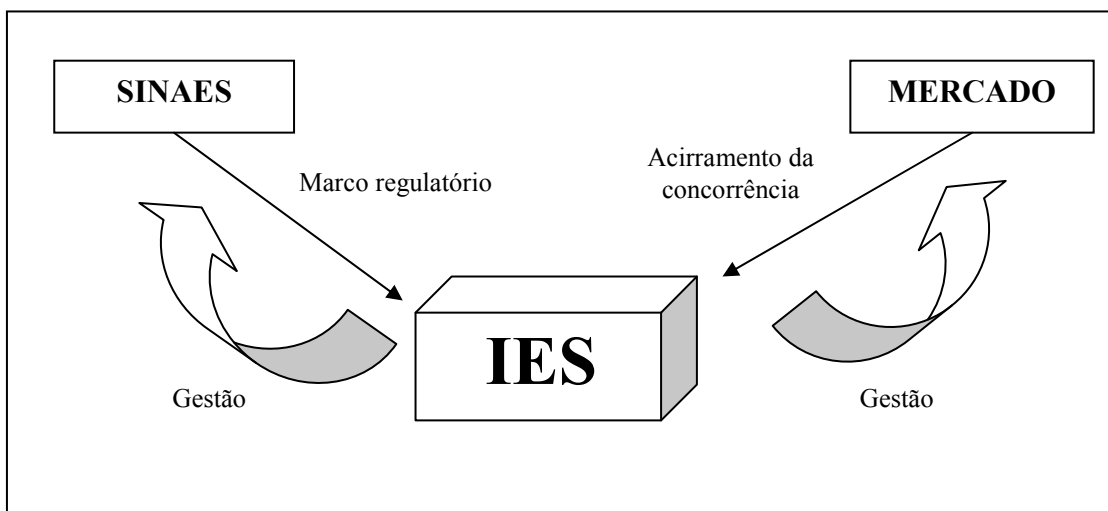 SINAES
MERCADO
Marco regulatório
Acirramento da
concorrência
IES
Gestão
Gestão